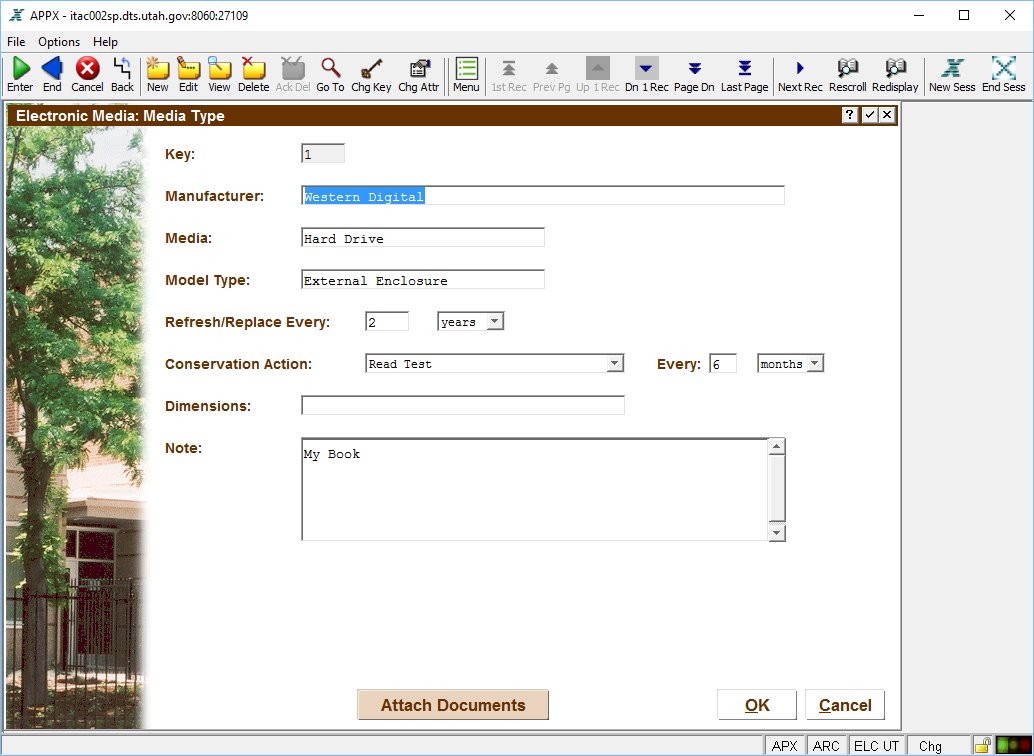 APPX - itac002sp.dts.utah.gov:8060:27109
File Options Help
Enter End Cancel Back New Edit View Delete Ack Del Go To Chg Key Chg Attr Menu 1st Rec Prev Pg Up 1 Rec Dn 1 Rec Page Dn Last Page Next Rec Rescroll Redisplay New Sess End Sess
Electronic Media: Media Type ?
Key: 1
Manufacturer: Western Digital
Media: Hard Drive
Model Type: External Enclosure
Refresh/Replace Every: 2 years
Conservation Action: Read Test Every: 6 months
Dimensions:
Note: My Book
Attach Documents OK Cancel
APX ARC ELC UT Chg